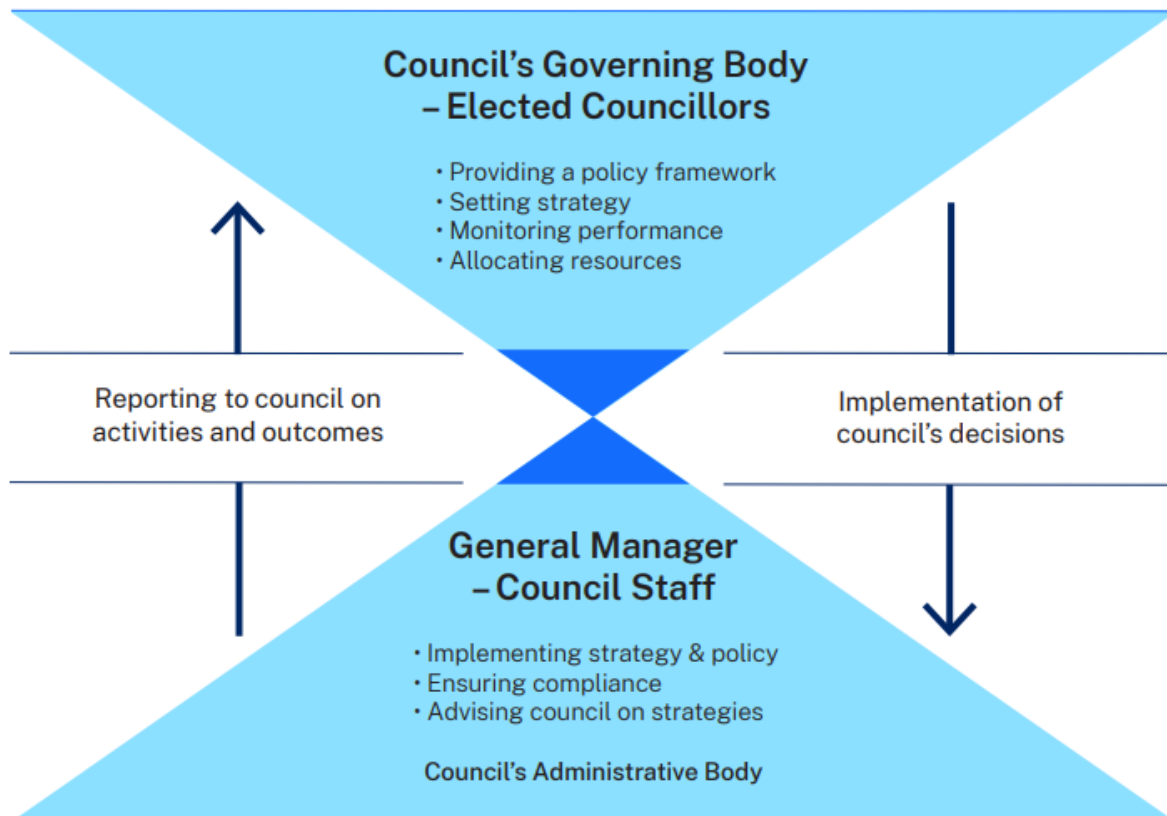 Council’s Governing Body
– Elected Councillors
• Providing a policy framework
• Setting strategy
• Monitoring performance
• Allocating resources
Reporting to council on
activities and outcomes
Implementation of
council’s decisions
General Manager
– Council Staff
• Implementing strategy & policy
• Ensuring compliance
• Advising council on strategies
Council’s Administrative Body